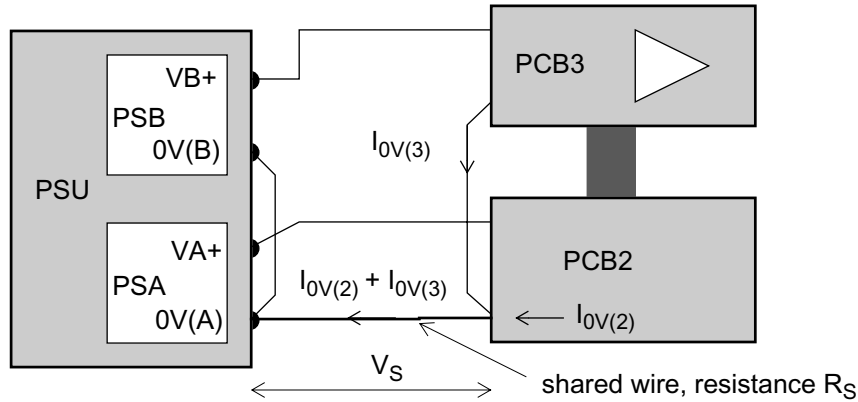 VB+
PSB
0V(B)
PSU
VA+
PSA
0V(A)
PCB3
I0V(3)
PCB2
I0V(2) + I0V(3)
I0V(2)
VS
shared wire, resistance RS